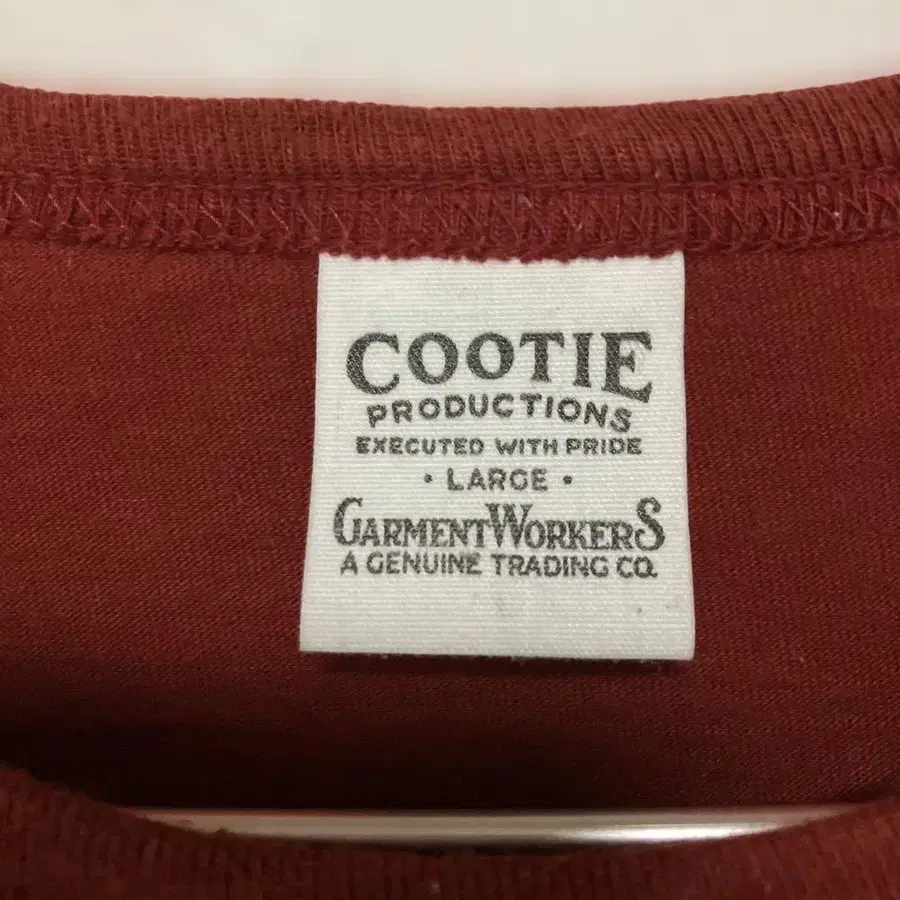 COOTIE
PRODUCTIONS
EXECUTED WITH PRIDE
• LARGE •
GARMENTWORKERS
A GENUINE TRADING CO.